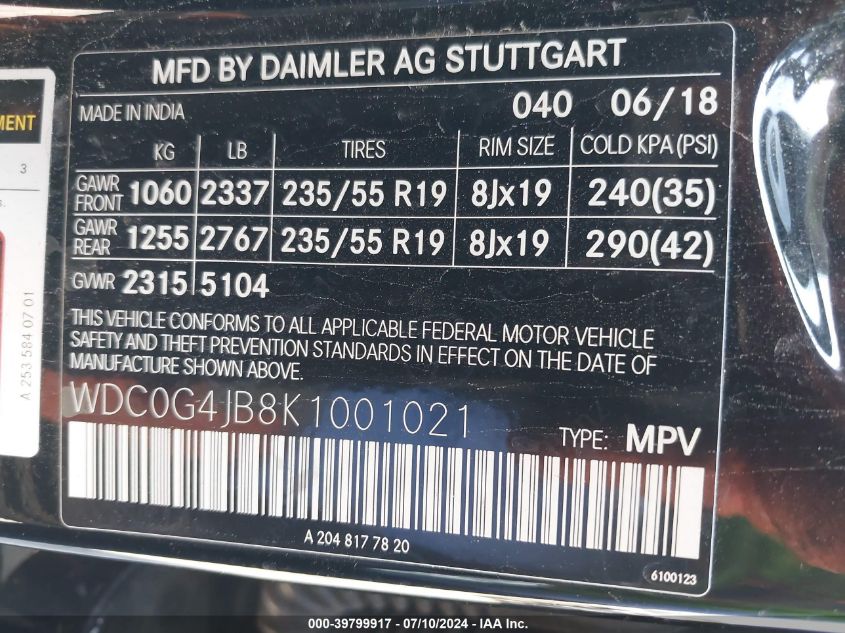 MFD BY DAIMLER AG STUTTGART
MADE IN INDIA 040 06/18
KG LB TIRES RIM SIZE COLD KPA (PSI)
GAWR FRONT 1060 2337 235/55 R19 8Jx19 240(35)
GAWR REAR 1255 2767 235/55 R19 8Jx19 290(42)
GVWR 2315 5104
THIS VEHICLE CONFORMS TO ALL APPLICABLE FEDERAL MOTOR VEHICLE
SAFETY AND THEFT PREVENTION STANDARDS IN EFFECT ON THE DATE OF
MANUFACTURE SHOWN ABOVE.
WDC0G4JB8K1001021
TYPE: MPV
A 204 817 78 20
6100123
MENT
3
s.
A 253 584 07 01
000-39799917 - 07/10/2024 - IAA Inc.